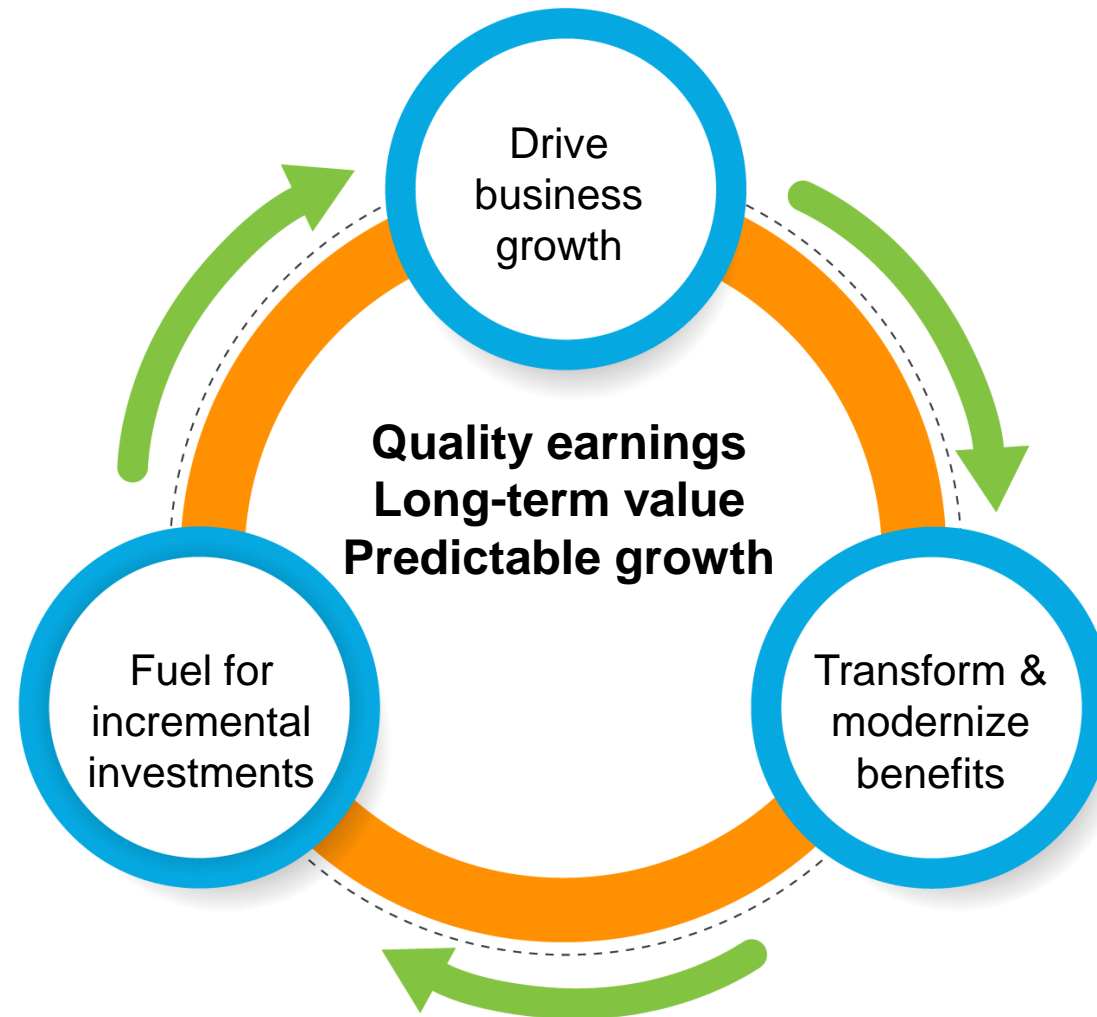 Drive
business
growth
Quality earnings
Long-term value
Predictable growth
Fuel for
incremental
investments
Transform &
modernize
benefits